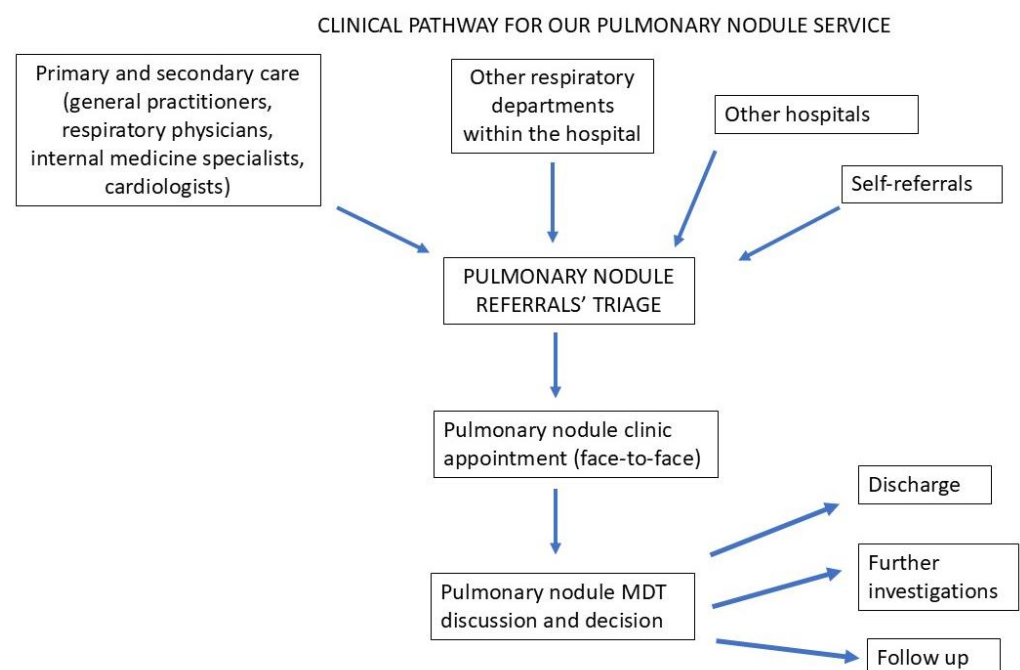 CLINICAL PATHWAY FOR OUR PULMONARY NODULE SERVICE
Primary and secondary care
(general practitioners,
respiratory physicians,
internal medicine specialists,
cardiologists)
Other respiratory
departments
within the hospital
Other hospitals
Self-referrals
PULMONARY NODULE
REFERRALS’ TRIAGE
Pulmonary nodule clinic
appointment (face-to-face)
Pulmonary nodule MDT
discussion and decision
Discharge
Further
investigations
Follow up